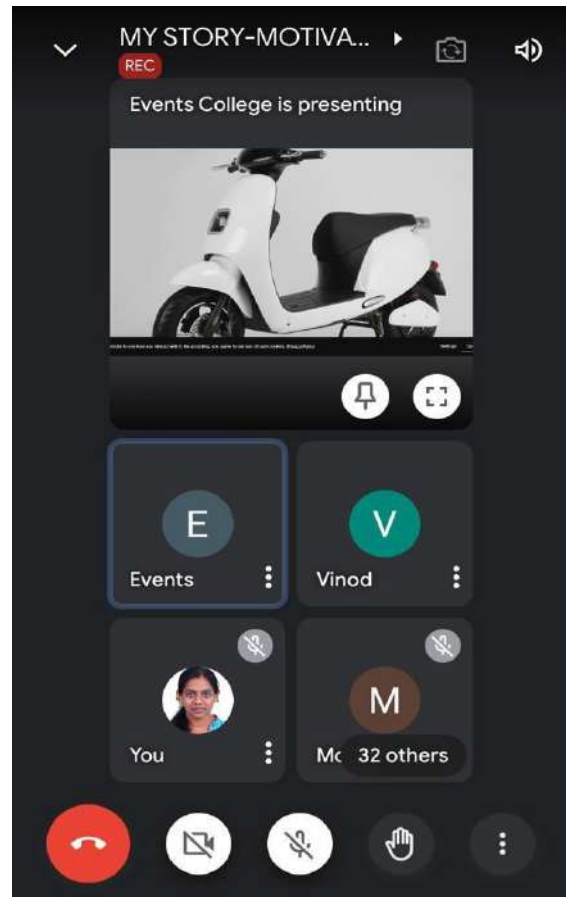 MY STORY-MOTIVA...
REC
Events College is presenting
E
Events
V
Vinod
You
M
Mc 32 others